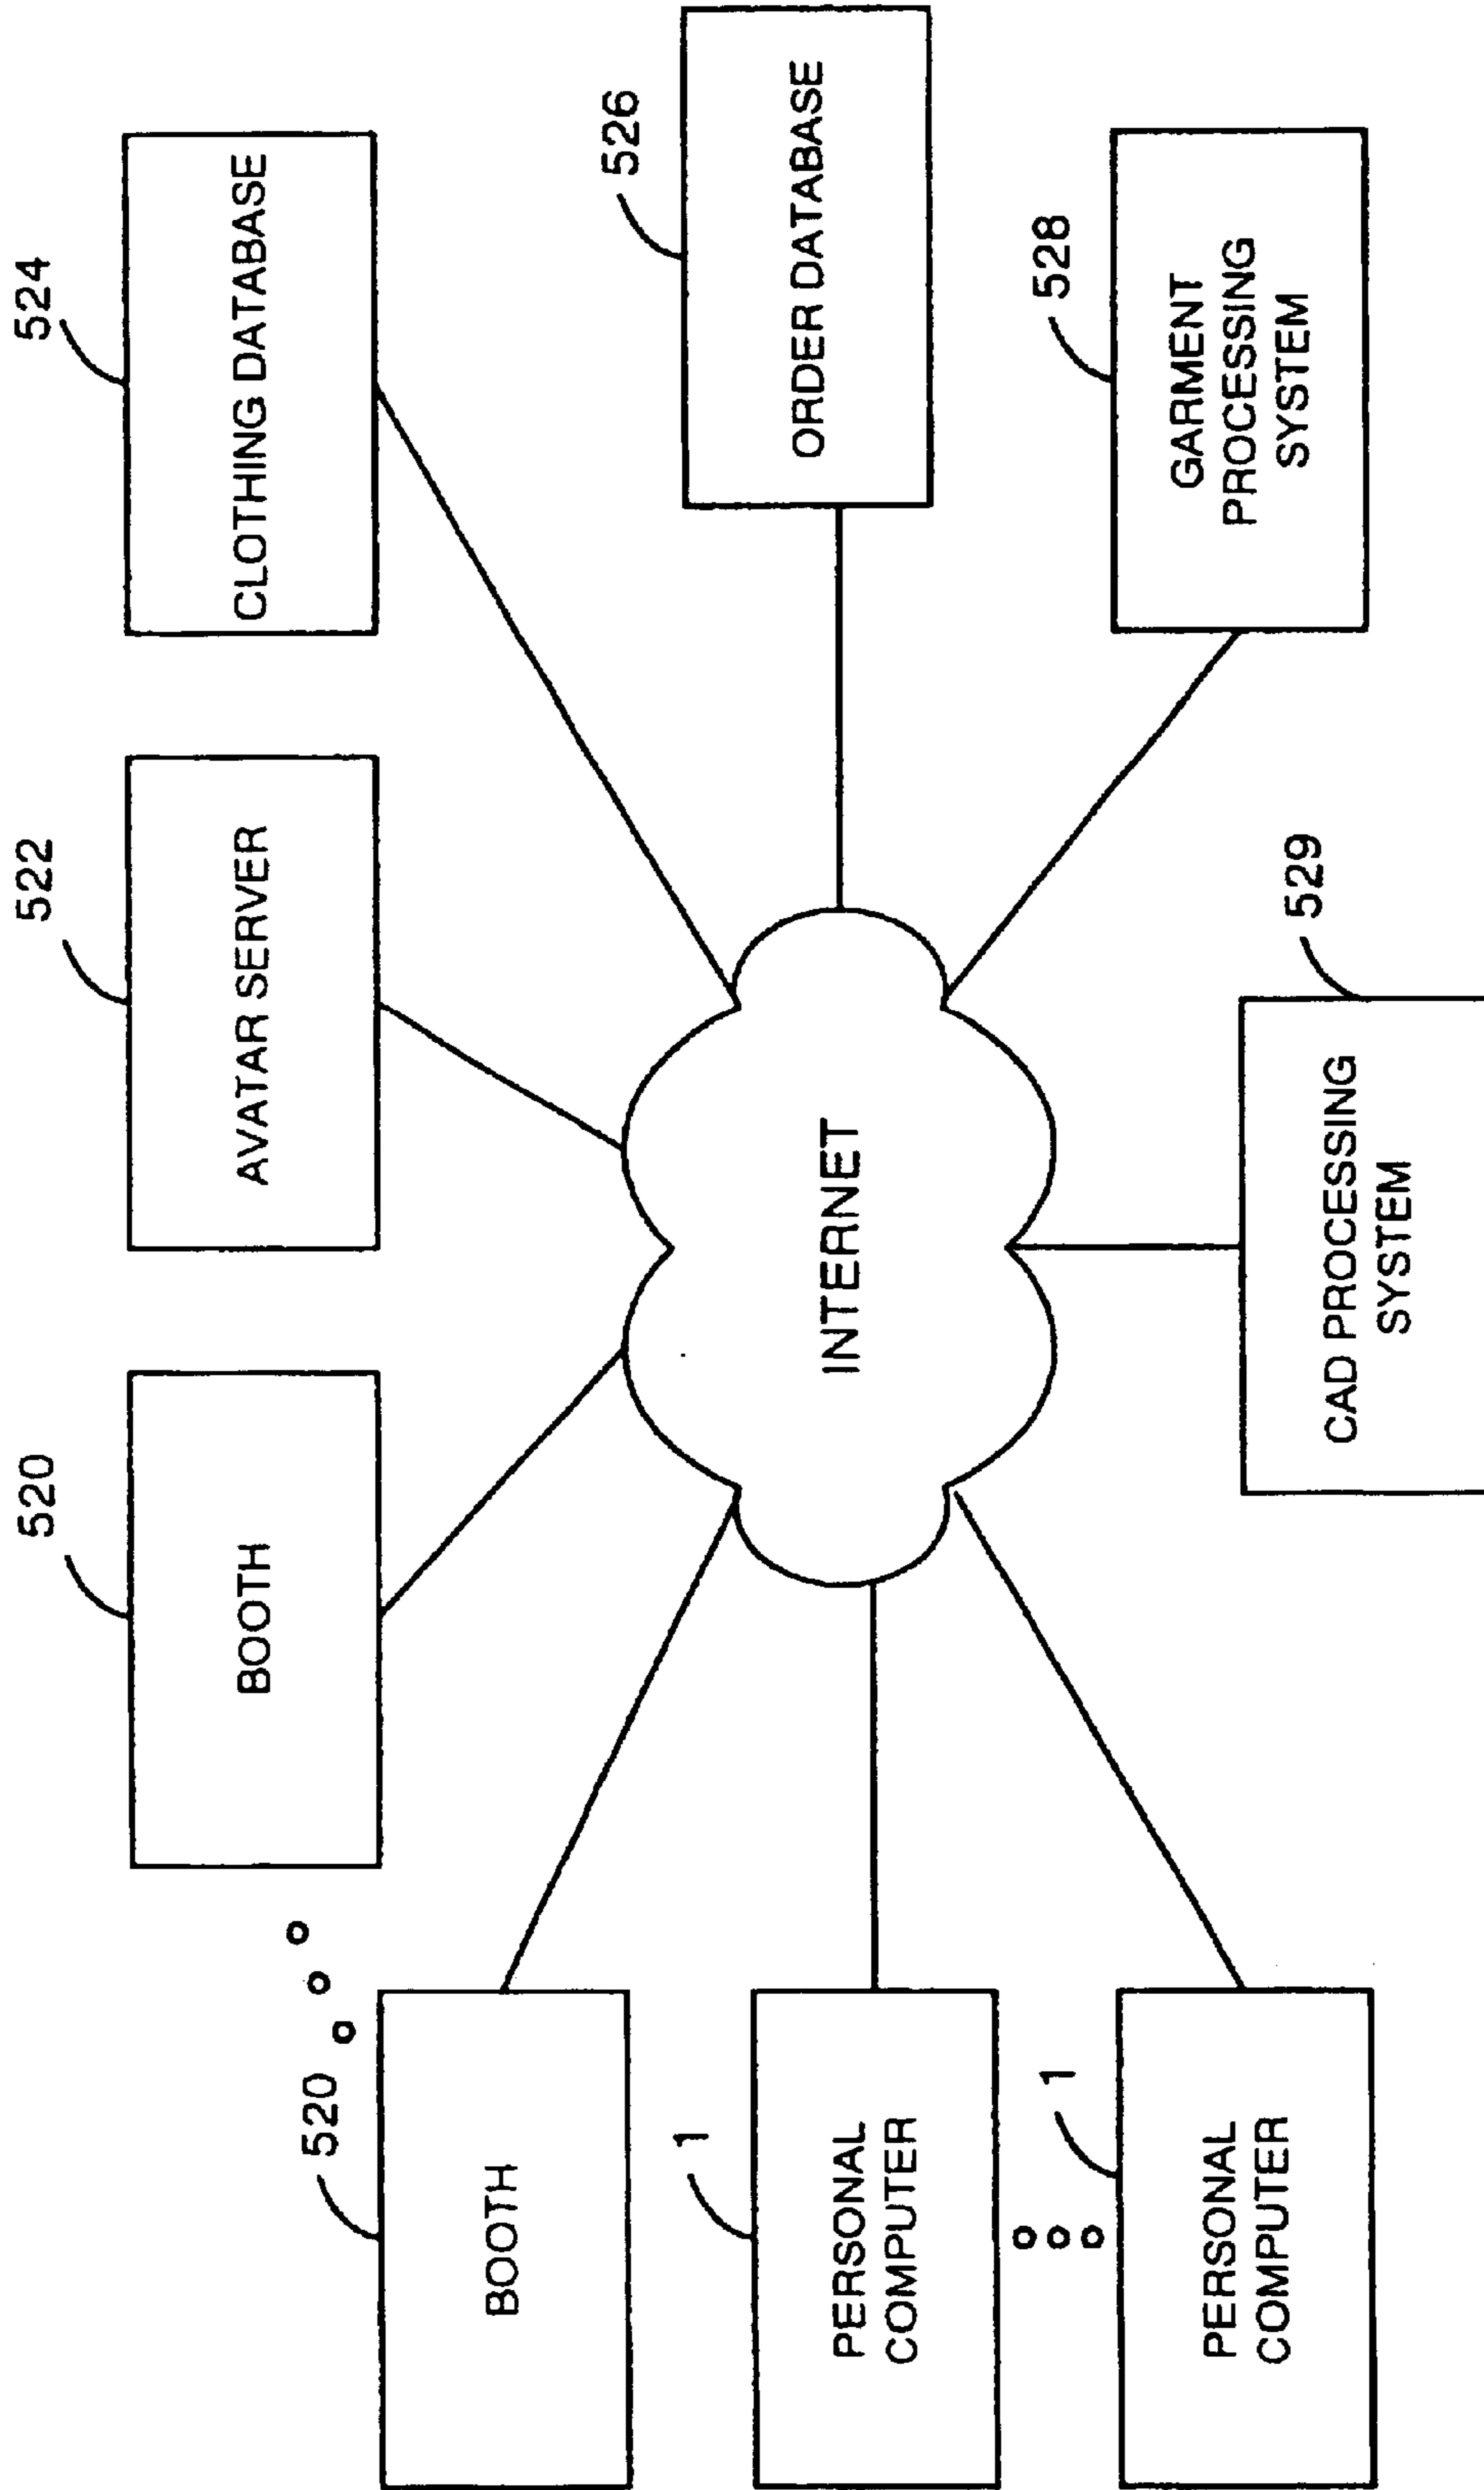 520
BOOTH
522
AVATAR SERVER
524
CLOTHING DATABASE
520
BOOTH
1
PERSONAL
COMPUTER
INTERNET
526
ORDER DATABASE
1
PERSONAL
COMPUTER
529
CAD PROCESSING
SYSTEM
528
GARMENT
PROCESSING
SYSTEM